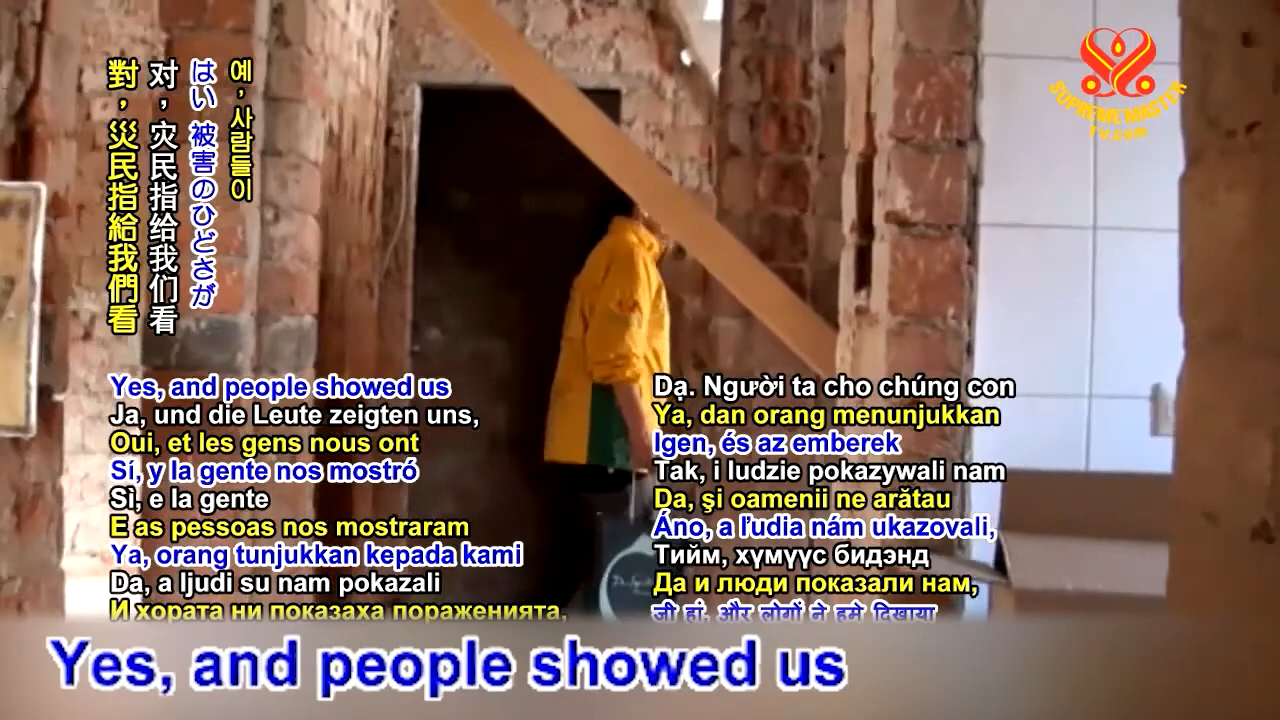 예, 사람들이
はい 被害のひどさが
对，灾民指给我们看
對，災民指給我們看
SUPREME MASTER
TV.com
Yes, and people showed us
Ja, und die Leute zeigten uns,
Oui, et les gens nous ont
Sí, y la gente nos mostró
Sì, e la gente
E as pessoas nos mostraram
Ya, orang tunjukkan kepada kami
Da, a ljudi su nam pokazali
И хората ни показаха пораженията,
Dạ. Người ta cho chúng con
Ya, dan orang menunjukkan
Igen, és az emberek
Tak, i ludzie pokazywali nam
Da, şi oamenii ne arătau
Áno, a ľudia nám ukazovali,
Тийм, хүмүүс бидэнд
Да и люди показали нам,
जी हां, और लोगों ने हमे दिखाया
Yes, and people showed us